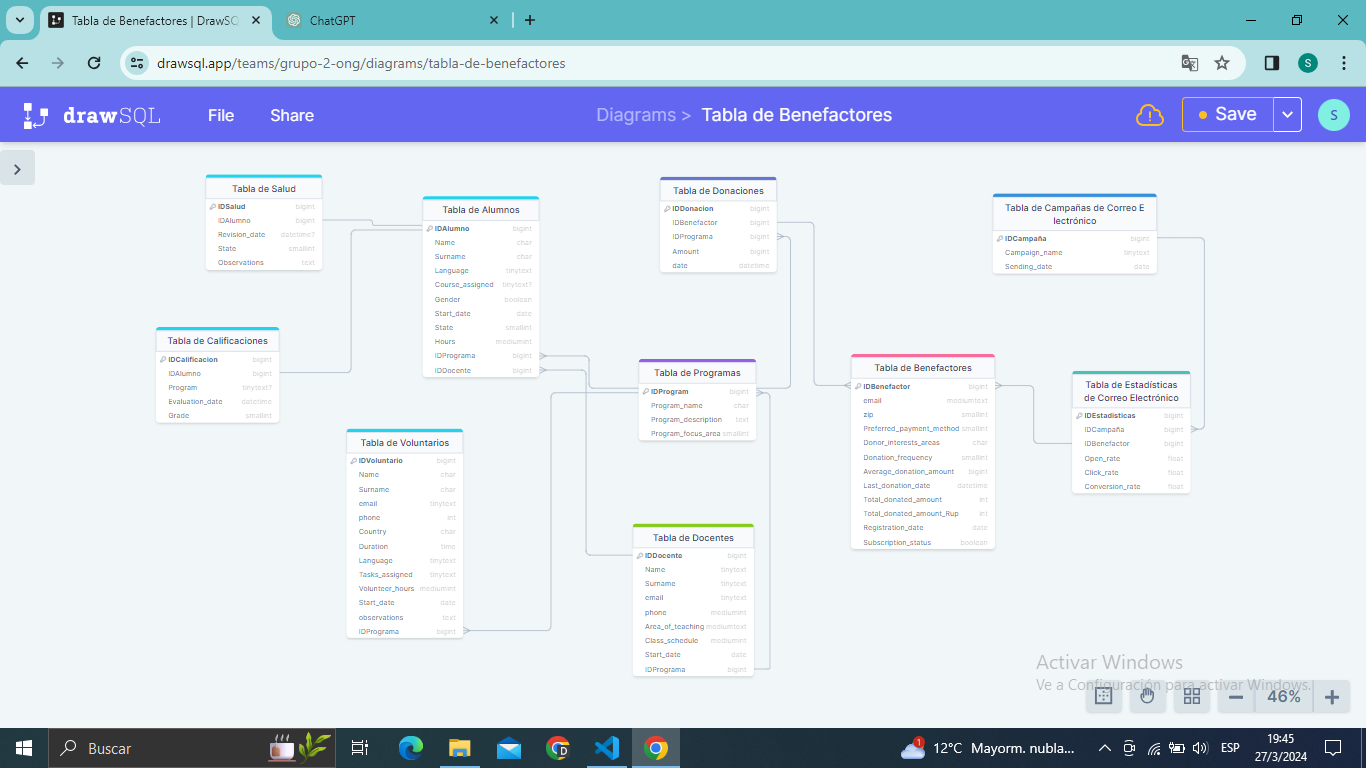 Tabla de Benefactores | DrawSQ
ChatGPT
drawsql.app/teams/grupo-2-ong/diagrams/tabla-de-benefactores
S
drawSQL
File
Share
Diagrams > Tabla de Benefactores
Save
S
Tabla de Salud
IDSalud bigint
IDAlumno bigint
Revision_date datetime?
State smallint
Observations text
Tabla de Alumnos
IDAlumno bigint
Name char
Surname char
Language tinytext
Course_assigned tinytext?
Gender boolean
Start_date date
State smallint
Hours mediumint
IDPrograma bigint
IDDocente bigint
Tabla de Donaciones
IDDonacion bigint
IDBenefactor bigint
IDPrograma bigint
Amount bigint
date datetime
Tabla de Campañas de Correo E
lectrónico
IDCampaña bigint
Campaign_name tinytext
Sending_date date
Tabla de Calificaciones
IDCalificacion bigint
IDAlumno bigint
Program tinytext?
Evaluation_date datetime
Grade smallint
Tabla de Programas
IDProgram bigint
Program_name char
Program_description text
Program_focus_area smallint
Tabla de Benefactores
IDBenefactor bigint
email mediumtext
zip smallint
Preferred_payment_method smallint
Donor_interests_areas char
Donation_frequency smallint
Average_donation_amount bigint
Last_donation_date datetime
Total_donated_amount int
Total_donated_amount_Rup int
Registration_date date
Subscription_status boolean
Tabla de Estadísticas
de Correo Electrónico
IDEstadisticas bigint
IDCampaña bigint
IDBenefactor bigint
Open_rate float
Click_rate float
Conversion_rate float
Tabla de Voluntarios
IDVoluntario bigint
Name char
Surname char
email tinytext
phone int
Country char
Duration time
Language tinytext
Tasks_assigned tinytext
Volunteer_hours mediumint
Start_date date
observations text
IDPrograma bigint
Tabla de Docentes
IDDocente bigint
Name tinytext
Surname tinytext
email tinytext
phone mediumint
Area_of_teaching mediumtext
Class_schedule mediumint
Start_date date
IDPrograma bigint
Activar Windows
Ve a Configuración para activar Windows.
46%
Buscar
1
12°C Mayorm. nubla...
ESP
19:45
27/3/2024